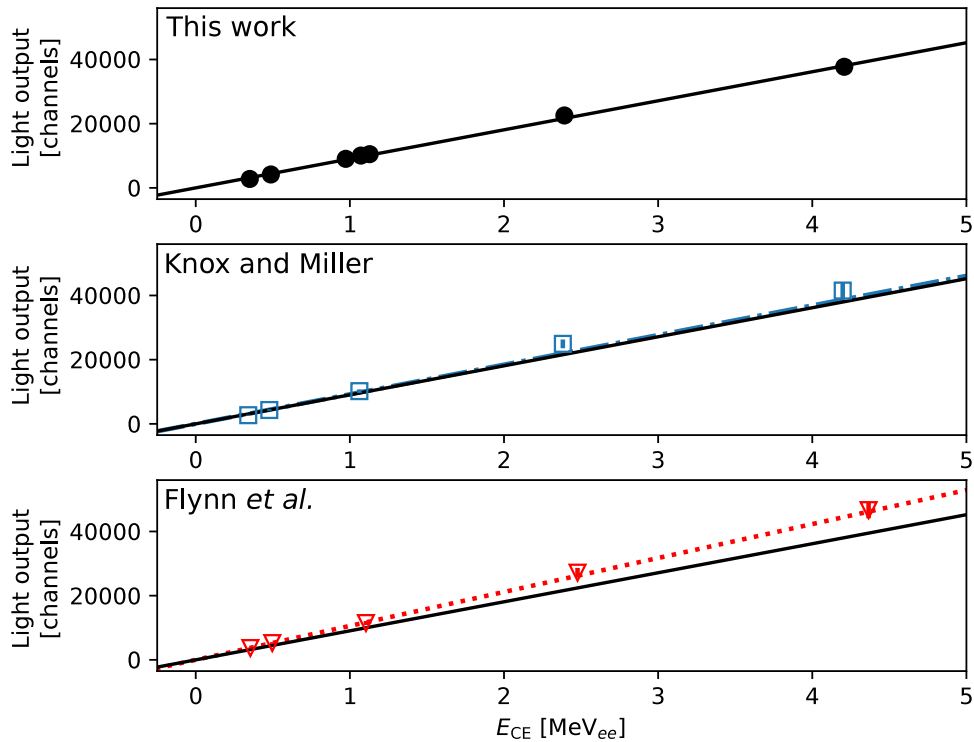 This work
Light output
[channels]
40000
20000
0
0 1 2 3 4 5
Knox and Miller
Light output
[channels]
40000
20000
0
0 1 2 3 4 5
Flynn et al.
Light output
[channels]
40000
20000
0
0 1 2 3 4 5
E_CE [MeV_ee]